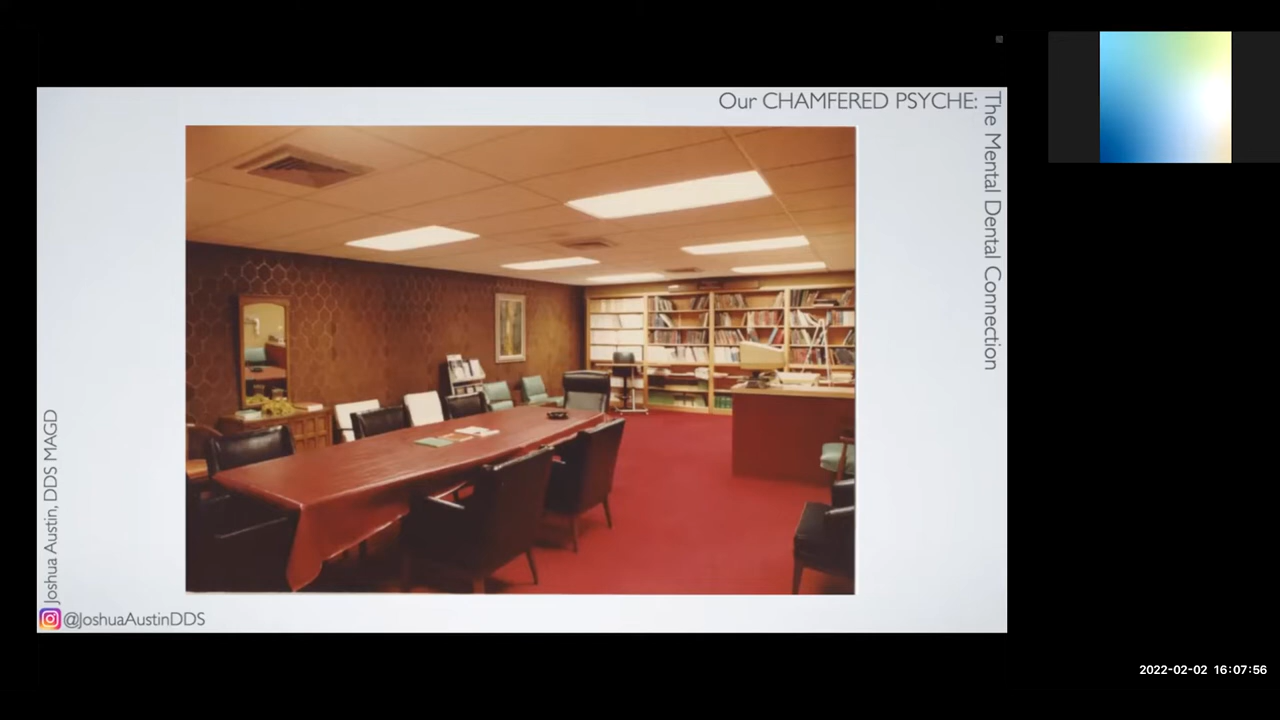 Our CHAMFERED PSYCHE:
The Mental Dental Connection
Joshua Austin, DDS MAGD
@JoshuaAustinDDS
2022-02-02 16:07:56